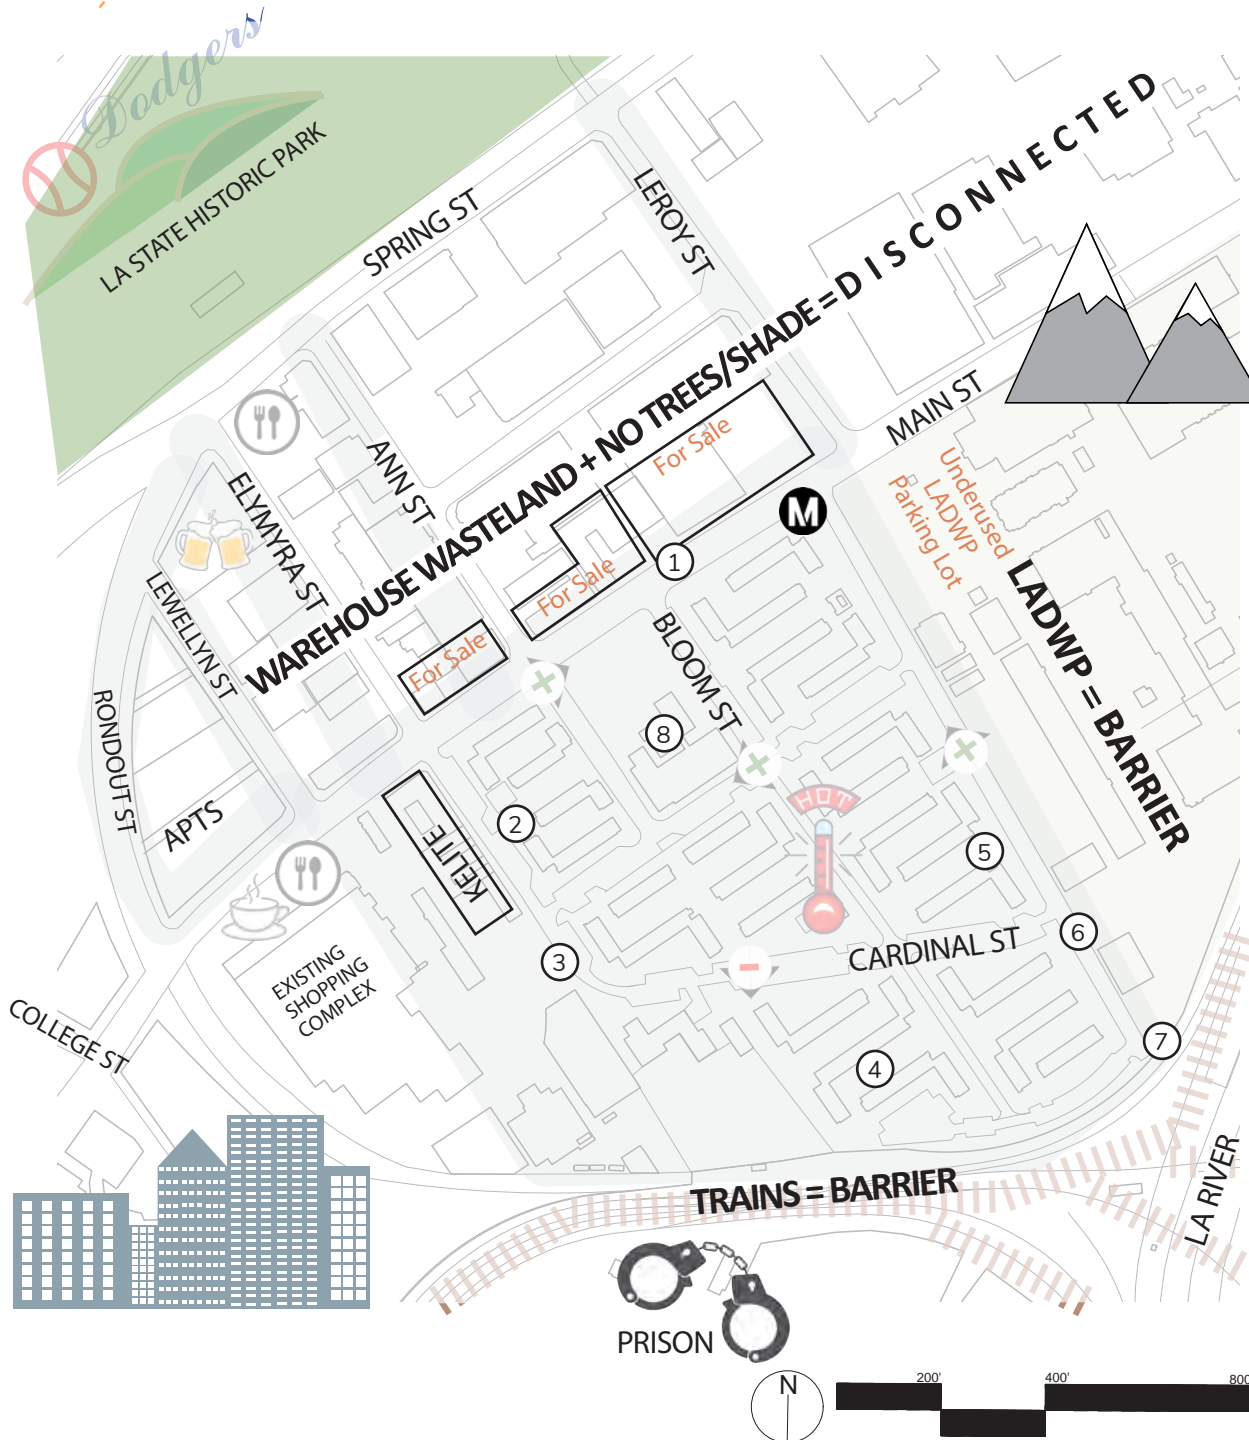 Dodgers
LA STATE HISTORIC PARK
SPRING ST
LEROY ST
WAREHOUSE WASTELAND + NO TREES/SHADE = DISCONNECTED
MAIN ST
For Sale
ANN ST
ELYMYRA ST
M
Underused
LADWP
Parking Lot
LADWP = BARRIER
1
For Sale
LEWELLYN ST
For Sale
BLOOM ST
RONDOUT ST
8
APTS
HOT
2
KELITE
5
6
CARDINAL ST
3
EXISTING
SHOPPING
COMPLEX
COLLEGE ST
7
4
LA RIVER
TRAINS = BARRIER
PRISON
N
200'
400'
800